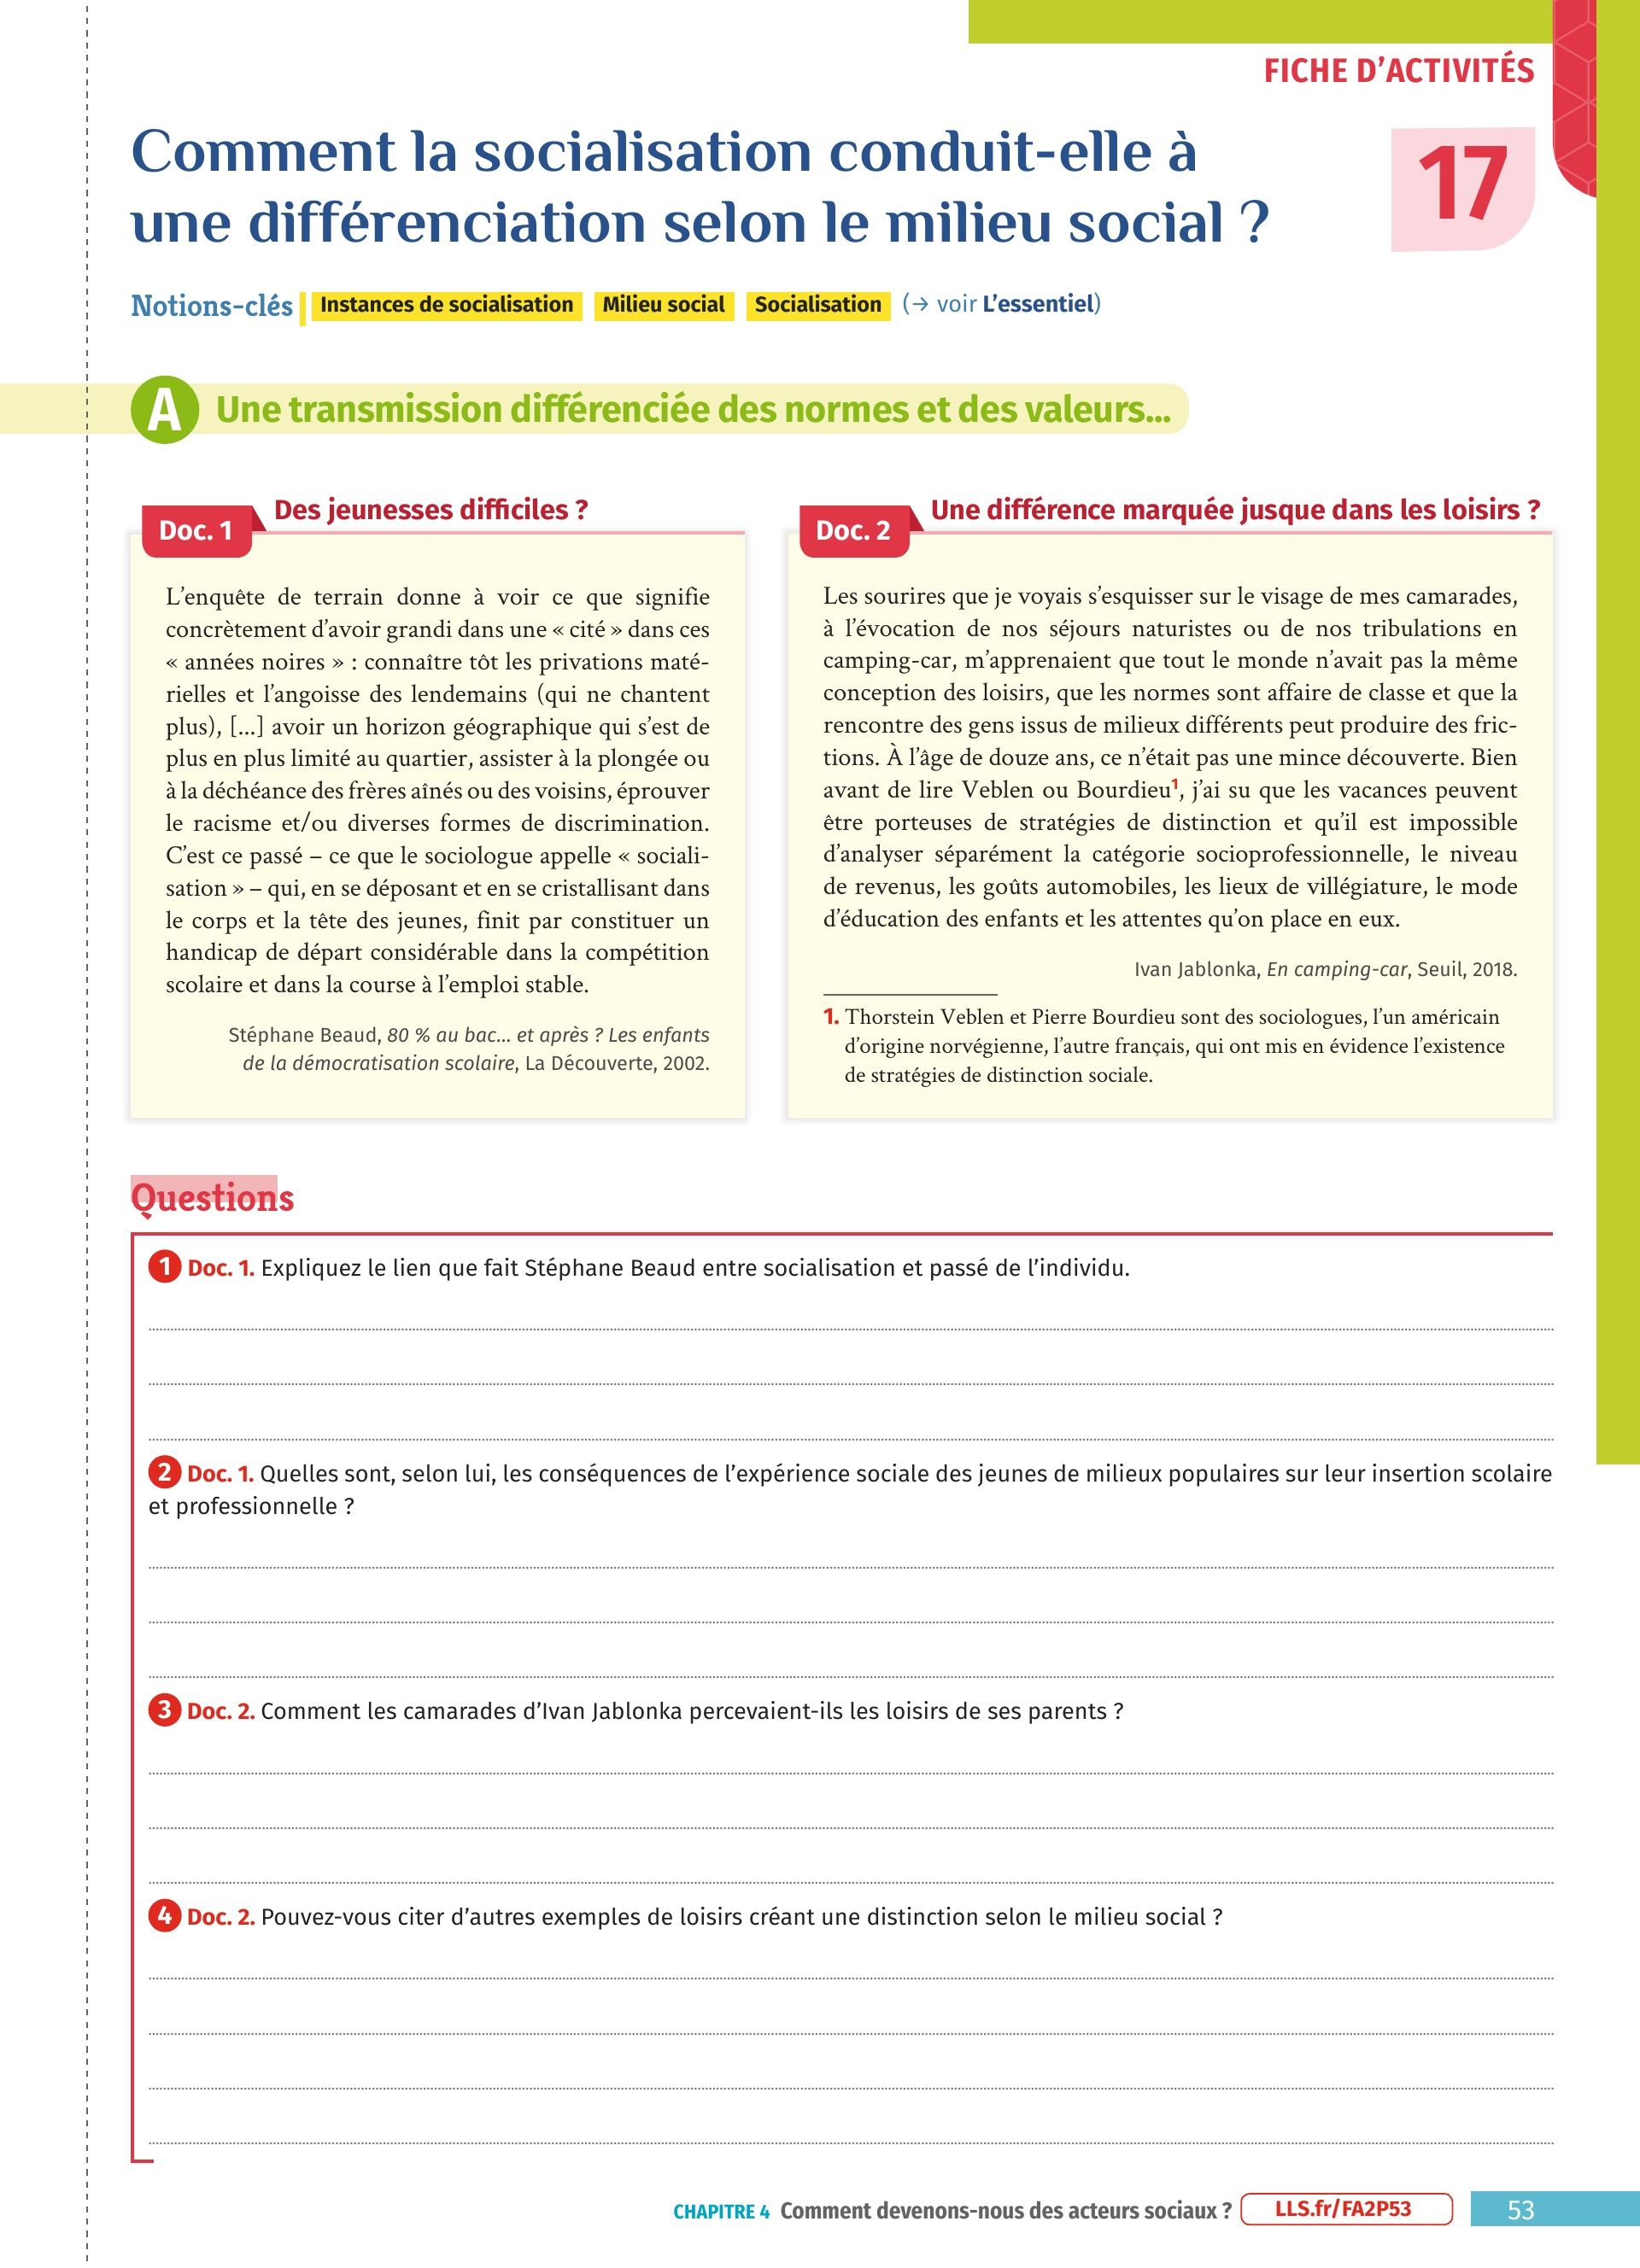 FICHE D’ACTIVITÉS
Comment la socialisation conduit-elle à
une différenciation selon le milieu social ?
17
Notions-clés Instances de socialisation Milieu social Socialisation (→ voir L’essentiel)
A Une transmission différenciée des normes et des valeurs...
Doc. 1 Des jeunesses difficiles ?
L’enquête de terrain donne à voir ce que signifie
concrètement d’avoir grandi dans une « cité » dans ces
« années noires » : connaître tôt les privations maté-
rielles et l’angoisse des lendemains (qui ne chantent
plus), [...] avoir un horizon géographique qui s’est de
plus en plus limité au quartier, assister à la plongée ou
à la déchéance des frères aînés ou des voisins, éprouver
le racisme et/ou diverses formes de discrimination.
C’est ce passé – ce que le sociologue appelle « sociali-
sation » – qui, en se déposant et en se cristallisant dans
le corps et la tête des jeunes, finit par constituer un
handicap de départ considérable dans la compétition
scolaire et dans la course à l’emploi stable.
Stéphane Beaud, 80 % au bac... et après ? Les enfants
de la démocratisation scolaire, La Découverte, 2002.
Doc. 2 Une différence marquée jusque dans les loisirs ?
Les sourires que je voyais s’esquisser sur le visage de mes camarades,
à l’évocation de nos séjours naturistes ou de nos tribulations en
camping-car, m’apprenaient que tout le monde n’avait pas la même
conception des loisirs, que les normes sont affaire de classe et que la
rencontre des gens issus de milieux différents peut produire des fric-
tions. À l’âge de douze ans, ce n’était pas une mince découverte. Bien
avant de lire Veblen ou Bourdieu¹, j’ai su que les vacances peuvent
être porteuses de stratégies de distinction et qu’il est impossible
d’analyser séparément la catégorie socioprofessionnelle, le niveau
de revenus, les goûts automobiles, les lieux de villégiature, le mode
d’éducation des enfants et les attentes qu’on place en eux.
Ivan Jablonka, En camping-car, Seuil, 2018.
1. Thorstein Veblen et Pierre Bourdieu sont des sociologues, l’un américain
d’origine norvégienne, l’autre français, qui ont mis en évidence l’existence
de stratégies de distinction sociale.
Questions
1 Doc. 1. Expliquez le lien que fait Stéphane Beaud entre socialisation et passé de l’individu.
2 Doc. 1. Quelles sont, selon lui, les conséquences de l’expérience sociale des jeunes de milieux populaires sur leur insertion scolaire
et professionnelle ?
3 Doc. 2. Comment les camarades d’Ivan Jablonka percevaient-ils les loisirs de ses parents ?
4 Doc. 2. Pouvez-vous citer d’autres exemples de loisirs créant une distinction selon le milieu social ?
CHAPITRE 4 Comment devenons-nous des acteurs sociaux ? LLS.fr/FA2P53 53